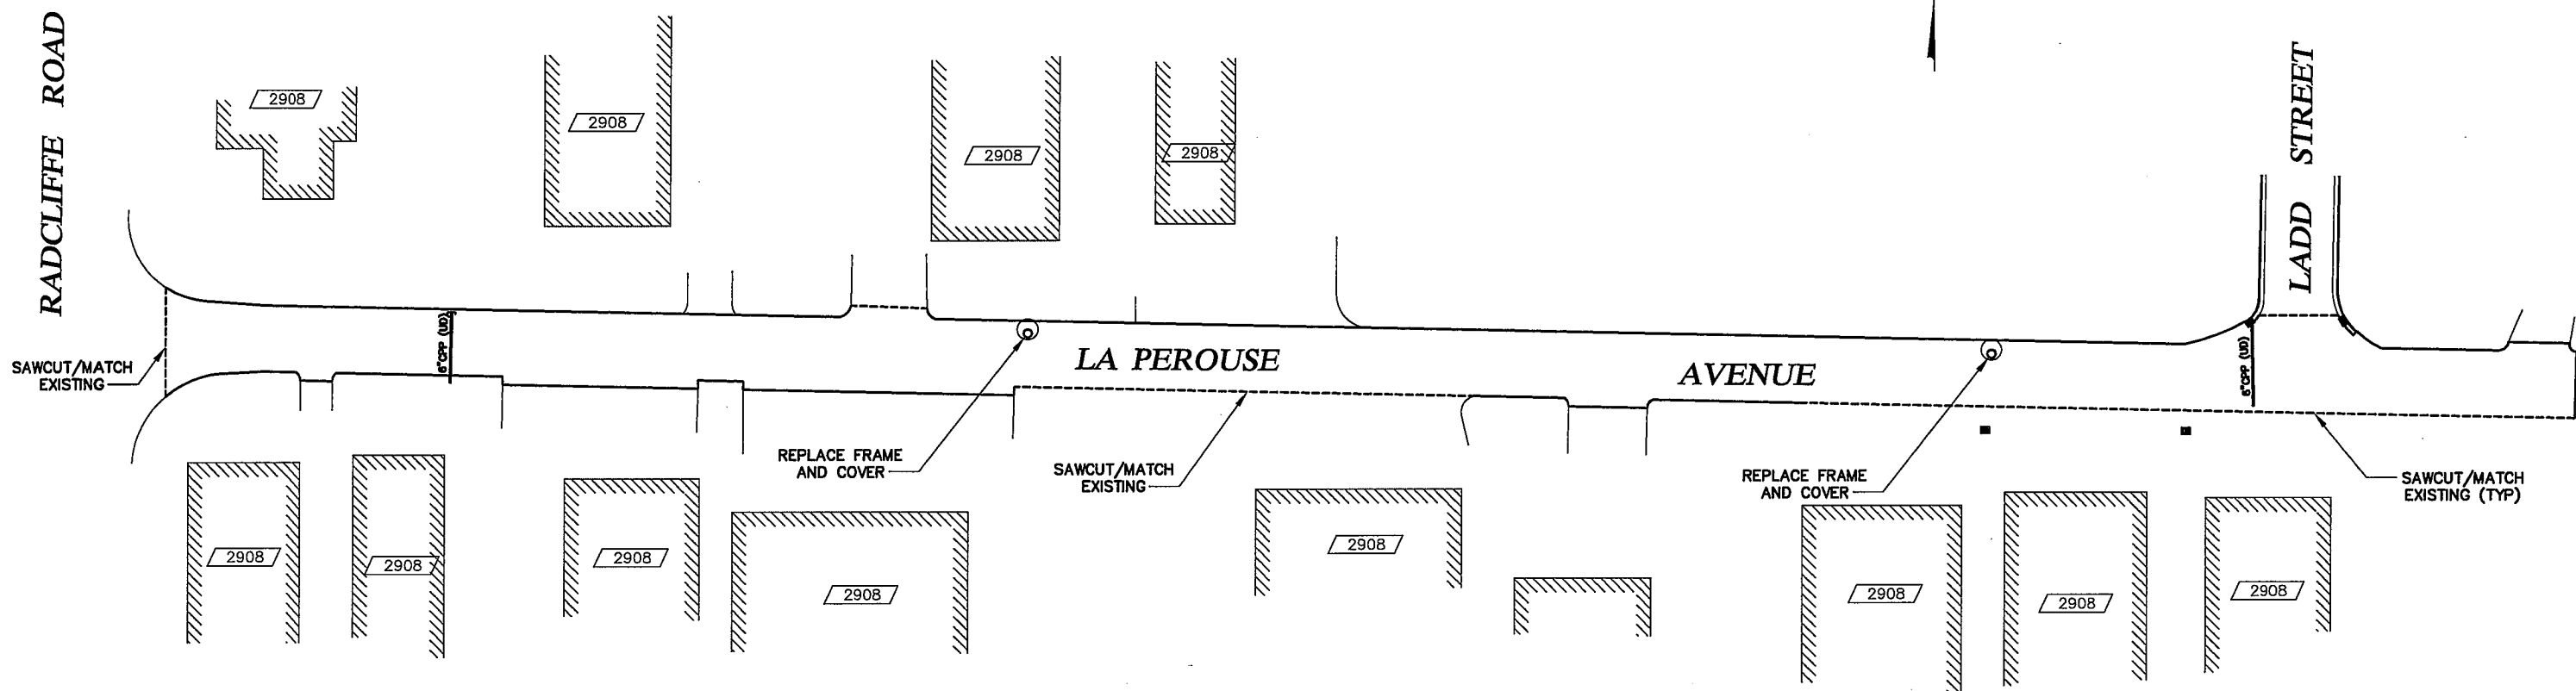 RADCLIFFE ROAD
2908
2908
2908
2908
LADD STREET
SAWCUT/MATCH
EXISTING
6"CPP (UD)
LA PEROUSE AVENUE
6"CPP (UD)
REPLACE FRAME
AND COVER
SAWCUT/MATCH
EXISTING
REPLACE FRAME
AND COVER
SAWCUT/MATCH
EXISTING (TYP)
2908
2908
2908
2908
2908
2908
2908
2908